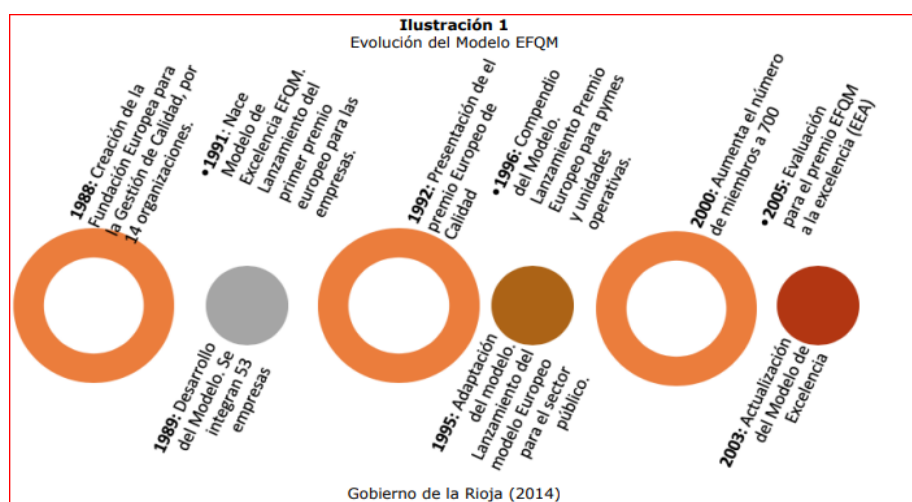 Ilustración 1
Evolución del Modelo EFQM
1988: Creación de la
Fundación Europea para
la Gestión de Calidad, por
14 organizaciones.
•1991: Nace
Modelo de
Excelencia EFQM.
Lanzamiento del
primer premio
europeo para las
empresas.
1992: Presentación de el
premio Europeo de
Calidad
•1996: Compendio
del Modelo.
Lanzamiento Premio
Europeo para pymes
y unidades
operativas.
2000: Aumenta el número
de miembros a 700
•2005: Evaluación
para el premio EFQM
a la excelencia (EEA)
1989: Desarrollo
del Modelo. Se
integran 53
empresas
1995: Adaptación
del modelo.
Lanzamiento del
modelo Europeo
para el sector
público.
2003: Actualización
del Modelo de
Excelencia
Gobierno de la Rioja (2014)